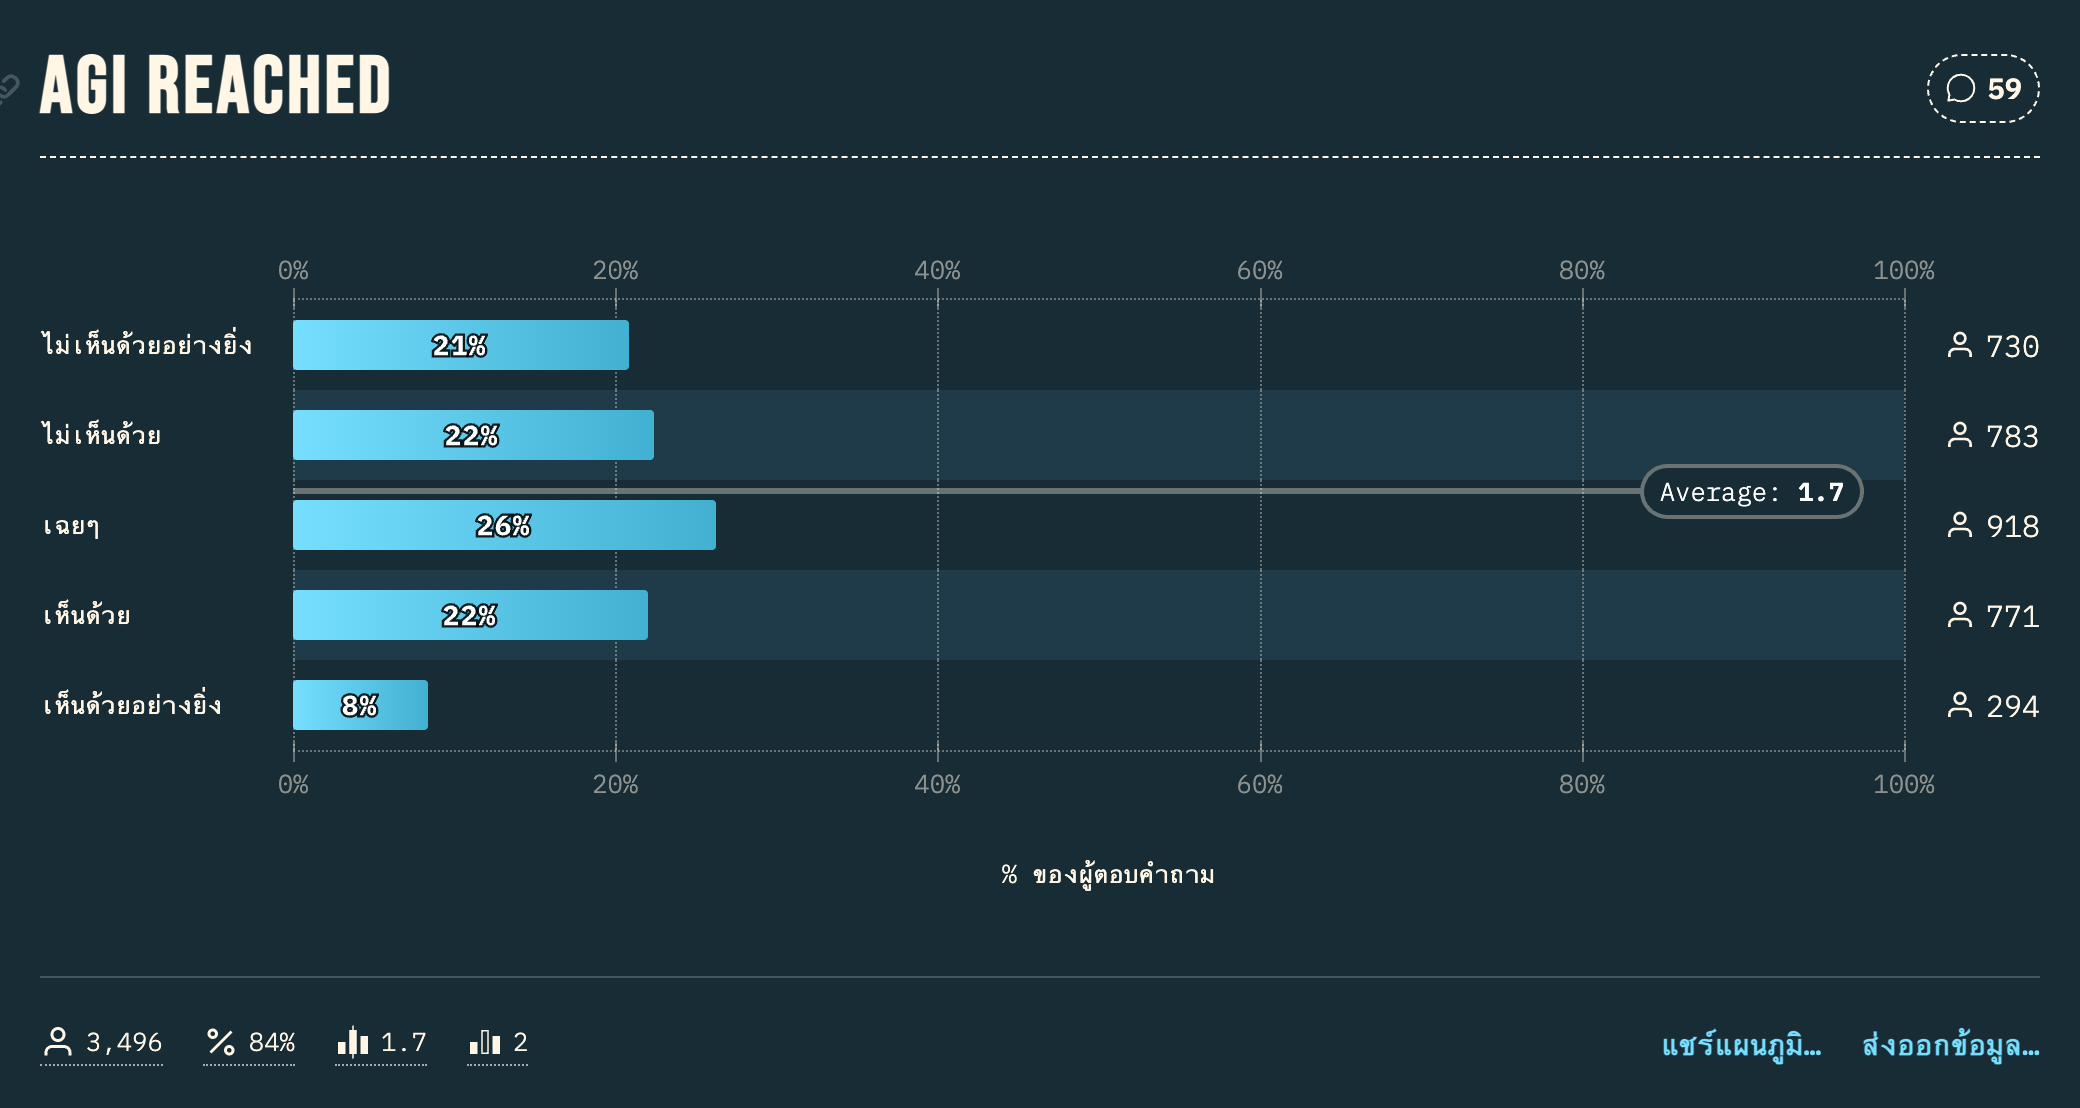 AGI REACHED
59
0% 20% 40% 60% 80% 100%
ไม่เห็นด้วยอย่างยิ่ง 21% 730
ไม่เห็นด้วย 22% 783
Average: 1.7
เฉยๆ 26% 918
เห็นด้วย 22% 771
เห็นด้วยอย่างยิ่ง 8% 294
0% 20% 40% 60% 80% 100%
% ของผู้ตอบคำถาม
3,496 84% 1.7 2 แชร์แผนภูมิ… ส่งออกข้อมูล…